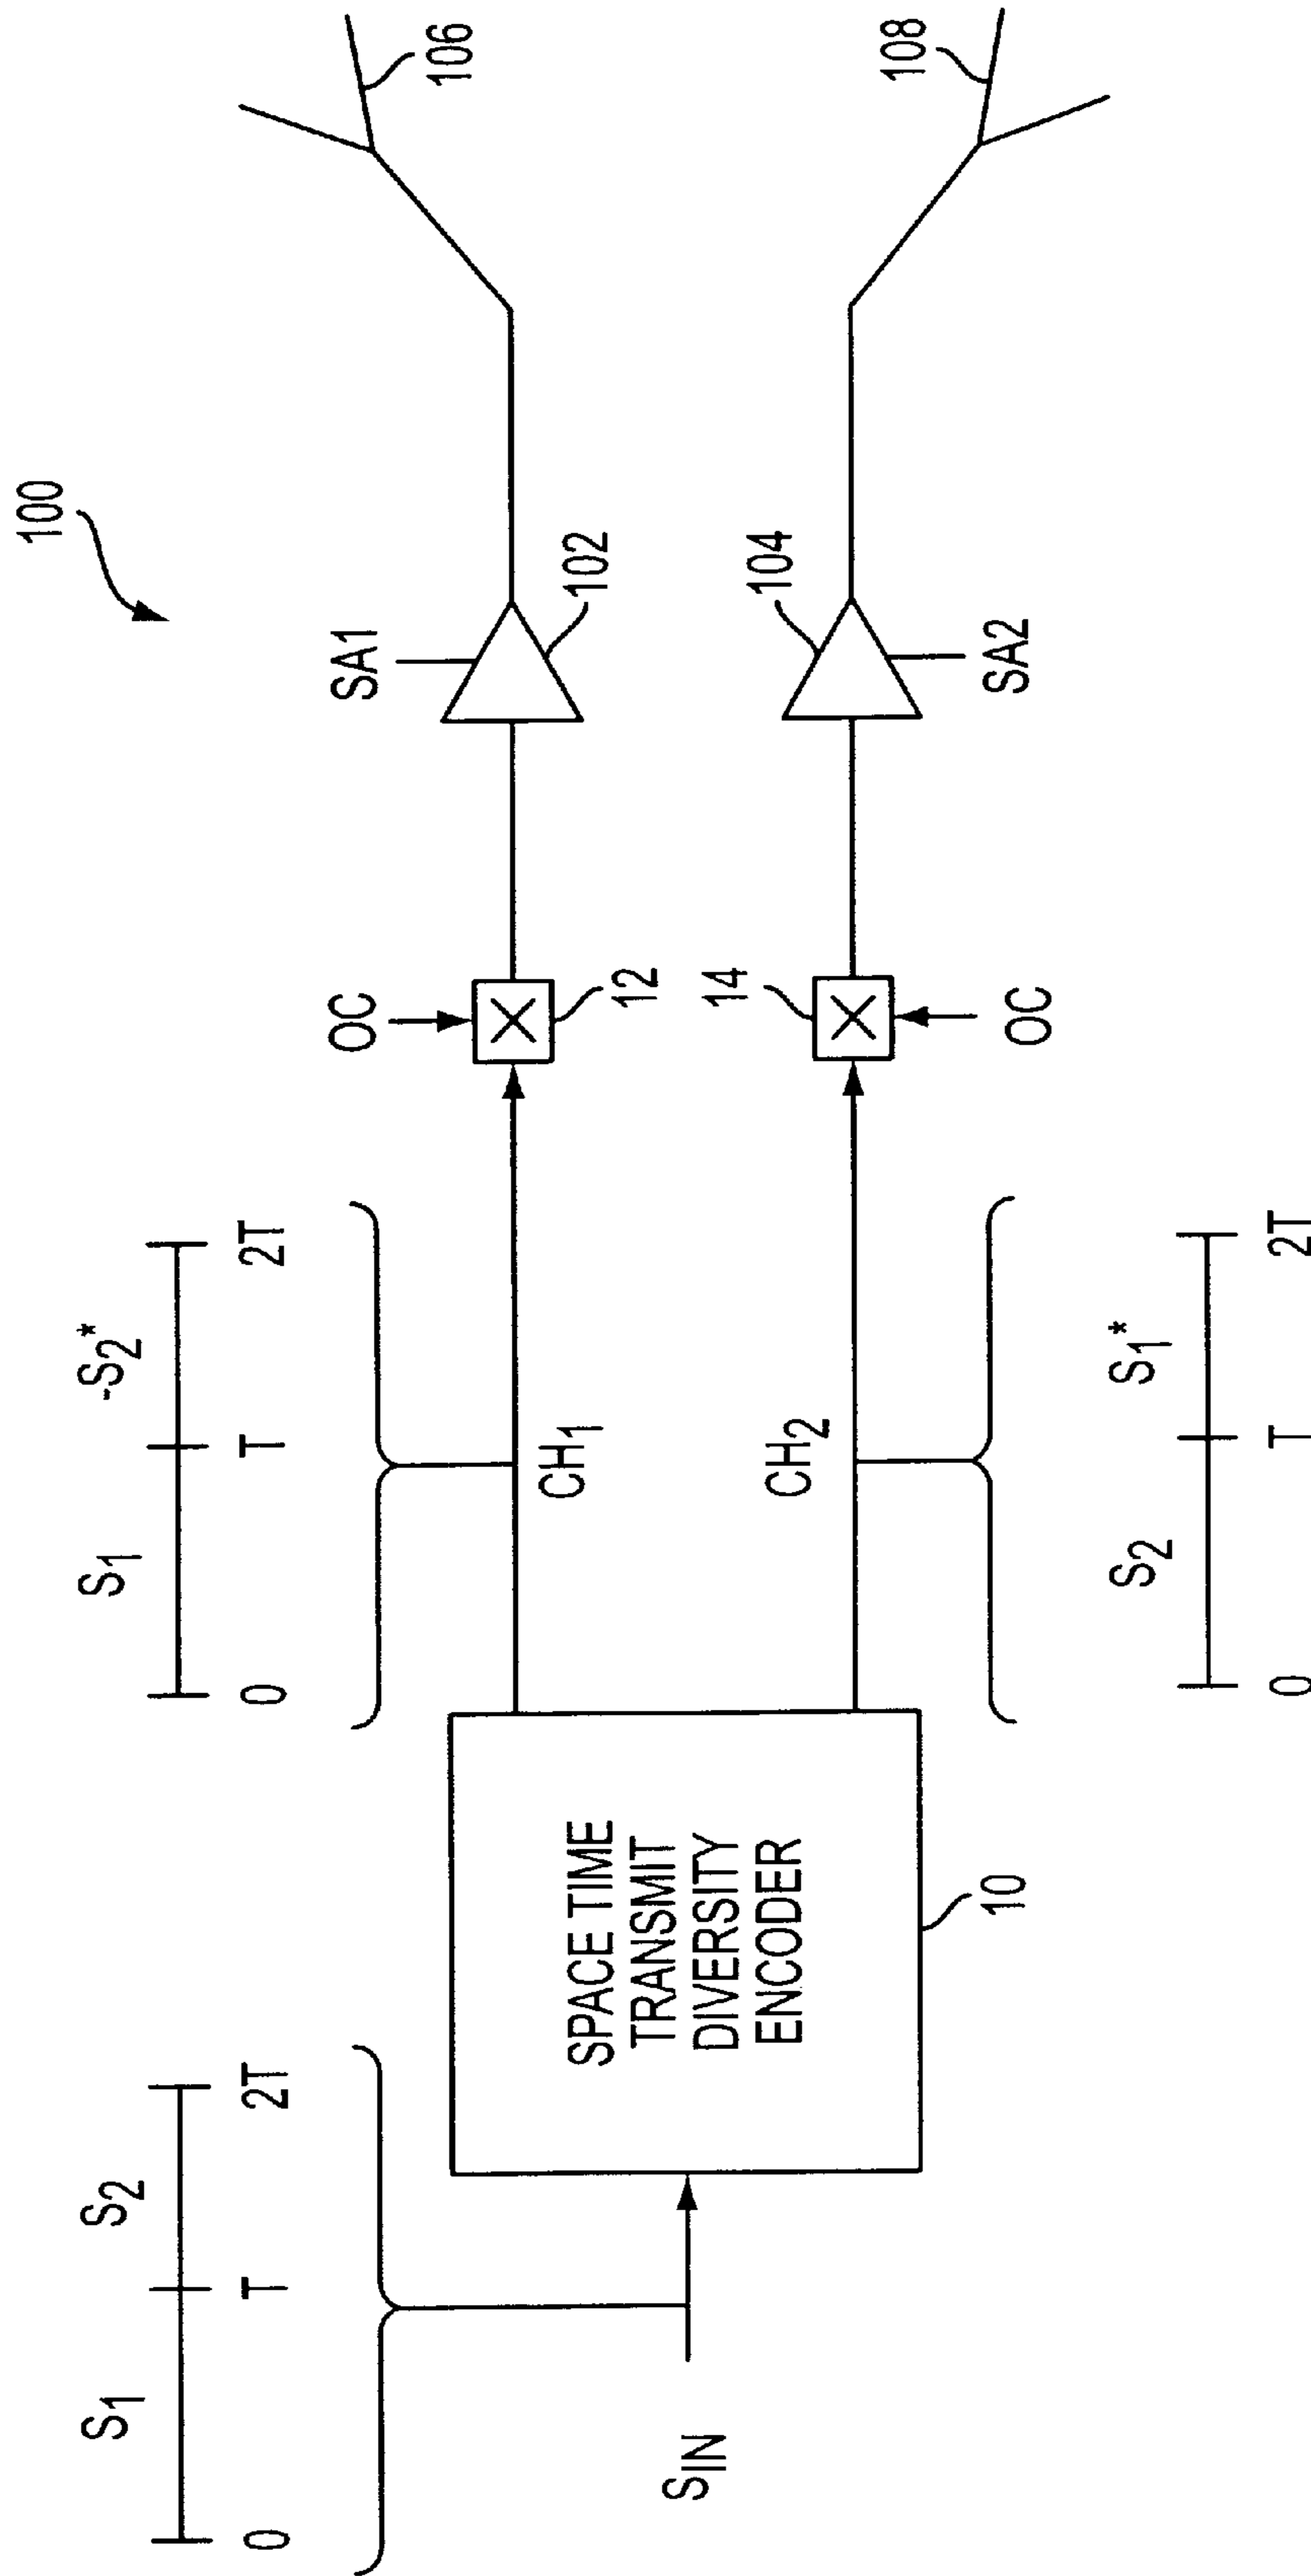 100
S1 S2
0 T 2T
S1 -S2*
0 T 2T
SIN
SPACE TIME
TRANSMIT
DIVERSITY
ENCODER
10
CH1
CH2
OC
12
14
OC
SA1
102
104
SA2
106
108
S2 S1*
0 T 2T